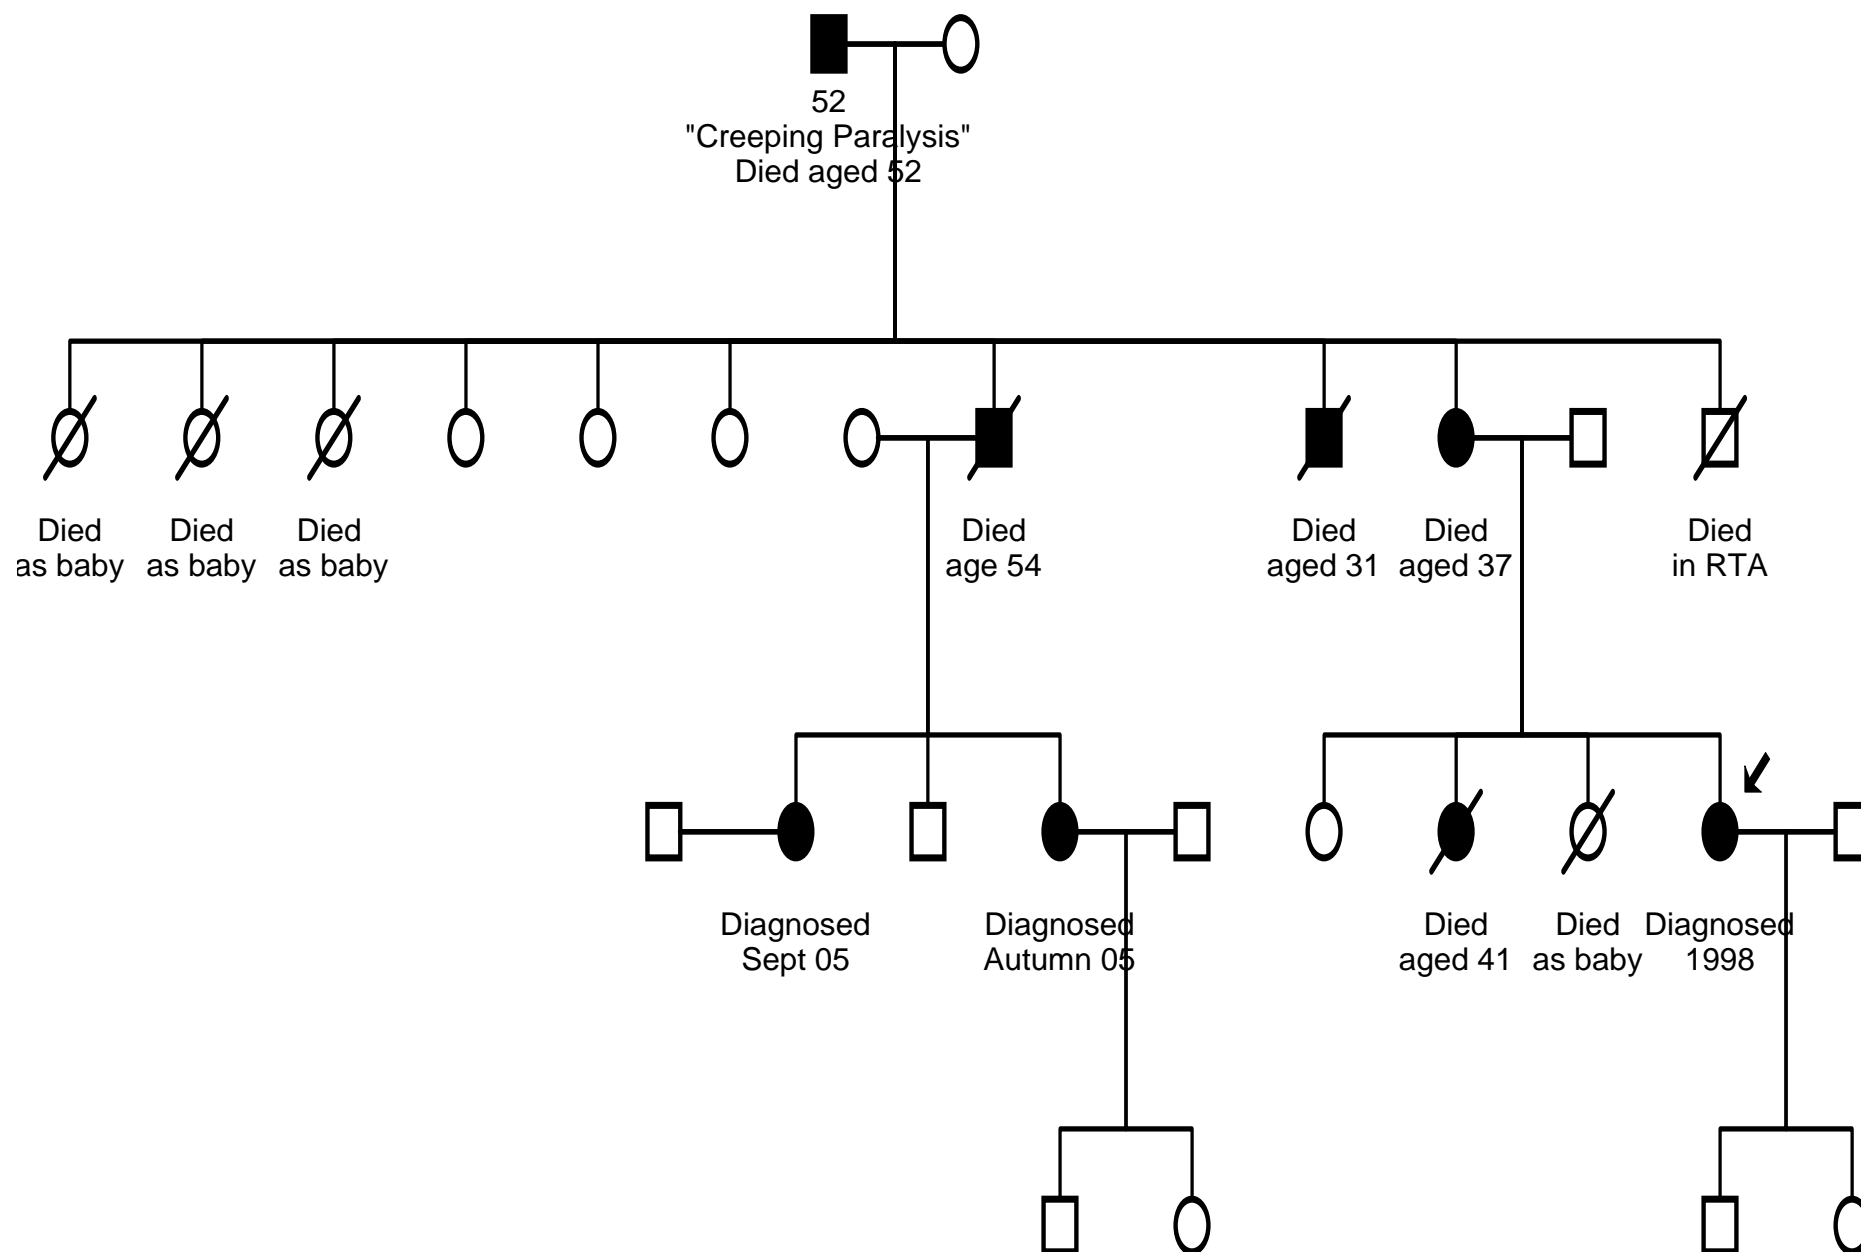 52
"Creeping Paralysis"
Died aged 52
Died
as baby
Died
as baby
Died
as baby
Died
age 54
Died
aged 31
Died
aged 37
Died
in RTA
Diagnosed
Sept 05
Diagnosed
Autumn 05
Died
aged 41
Died
as baby
Diagnosed
1998